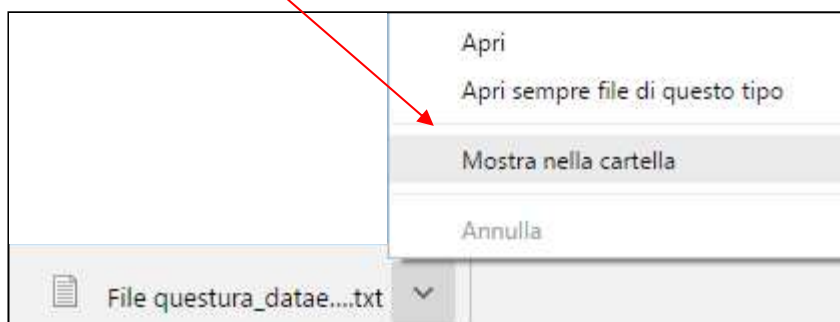 Apri
Apri sempre file di questo tipo
Mostra nella cartella
Annulla
File questura_datae....txt